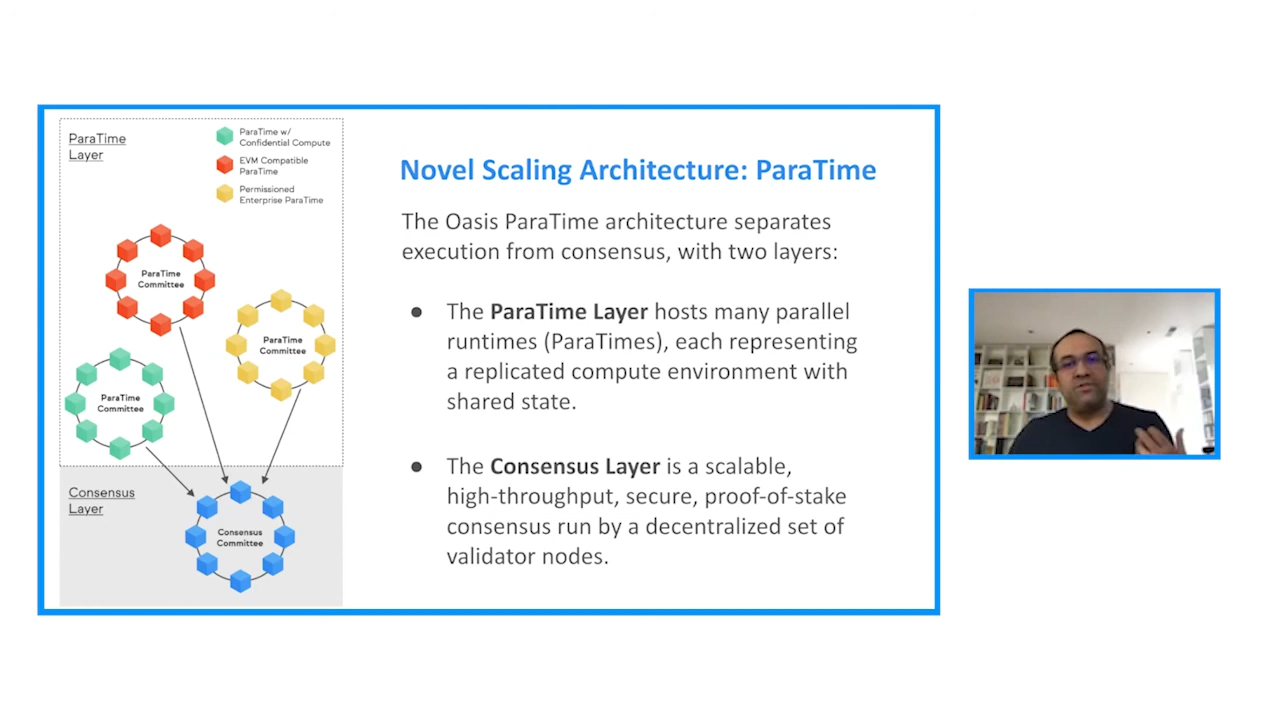 ParaTime
Layer
ParaTime w/
Confidential Compute
EVM Compatible
ParaTime
Permissioned
Enterprise ParaTime
ParaTime
Committee
ParaTime
Committee
ParaTime
Committee
Consensus
Layer
Consensus
Committee
Novel Scaling Architecture: ParaTime
The Oasis ParaTime architecture separates
execution from consensus, with two layers:
● The ParaTime Layer hosts many parallel
runtimes (ParaTimes), each representing
a replicated compute environment with
shared state.
● The Consensus Layer is a scalable,
high-throughput, secure, proof-of-stake
consensus run by a decentralized set of
validator nodes.